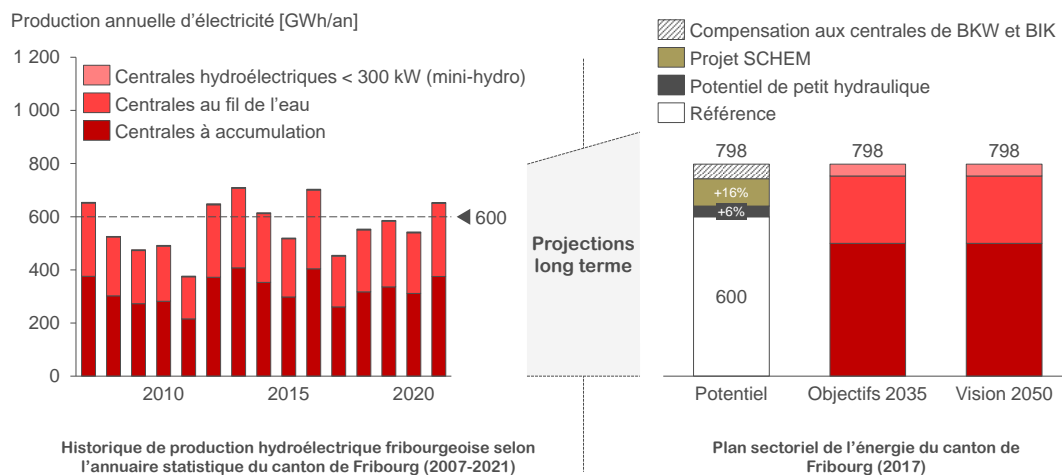 Production annuelle d’électricité [GWh/an]
1 200
1 000
800
600
400
200
0
Centrales hydroélectriques < 300 kW (mini-hydro)
Centrales au fil de l’eau
Centrales à accumulation
600
2010
2015
2020
Historique de production hydroélectrique fribourgeoise selon
l’annuaire statistique du canton de Fribourg (2007-2021)
Projections
long terme
Compensation aux centrales de BKW et BIK
Projet SCHEM
Potentiel de petit hydraulique
Référence
798
798
798
+16%
+6%
600
Potentiel
Objectifs 2035
Vision 2050
Plan sectoriel de l’énergie du canton de
Fribourg (2017)